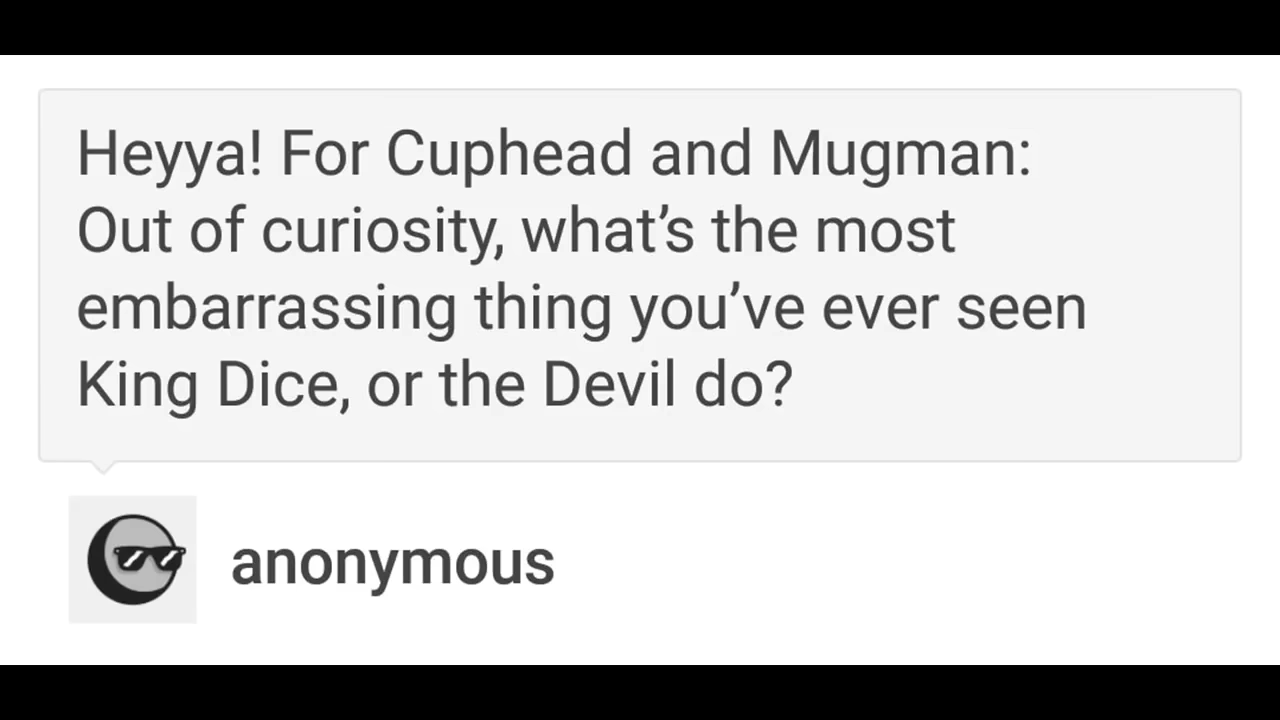 Heyya! For Cuphead and Mugman:
Out of curiosity, what’s the most
embarrassing thing you’ve ever seen
King Dice, or the Devil do?
anonymous